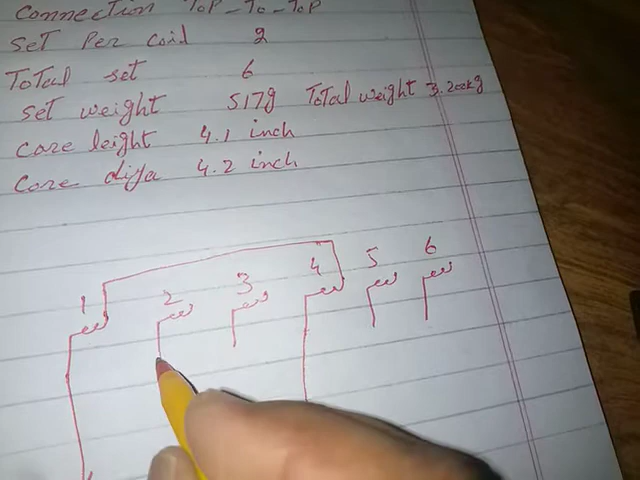 Connection ToP-To-ToP
Set Per coil 2
ToTal set 6
set weight 517g ToTal weight 3.200kg
Core leight 4.1 inch
Core difa 4.2 inch
1 2 3 4 5 6